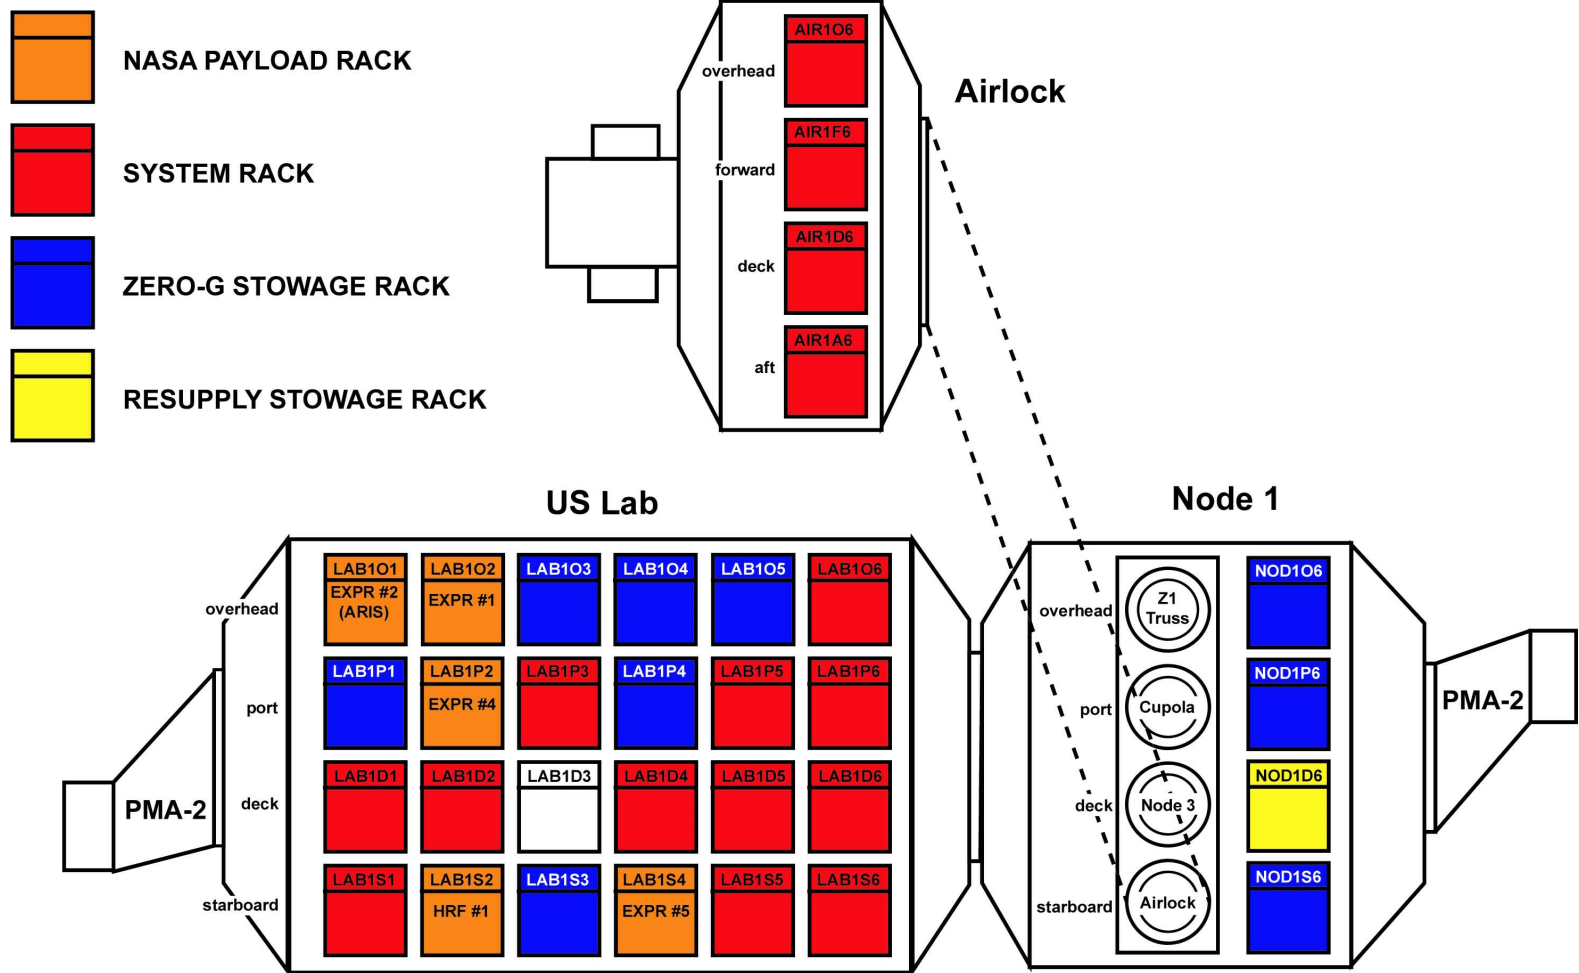 NASA PAYLOAD RACK
SYSTEM RACK
ZERO-G STOWAGE RACK
RESUPPLY STOWAGE RACK
Airlock
overhead
AIR1O6
forward
AIR1F6
deck
AIR1D6
aft
AIR1A6
US Lab
overhead
LAB1O1
EXPR #2
(ARIS)
LAB1O2
EXPR #1
LAB1O3
LAB1O4
LAB1O5
LAB1O6
port
LAB1P1
LAB1P2
EXPR #4
LAB1P3
LAB1P4
LAB1P5
LAB1P6
deck
LAB1D1
LAB1D2
LAB1D3
LAB1D4
LAB1D5
LAB1D6
starboard
LAB1S1
LAB1S2
HRF #1
LAB1S3
LAB1S4
EXPR #5
LAB1S5
LAB1S6
PMA-2
Node 1
overhead
Z1
Truss
NOD1O6
port
Cupola
NOD1P6
deck
Node 3
NOD1D6
starboard
Airlock
NOD1S6
PMA-2